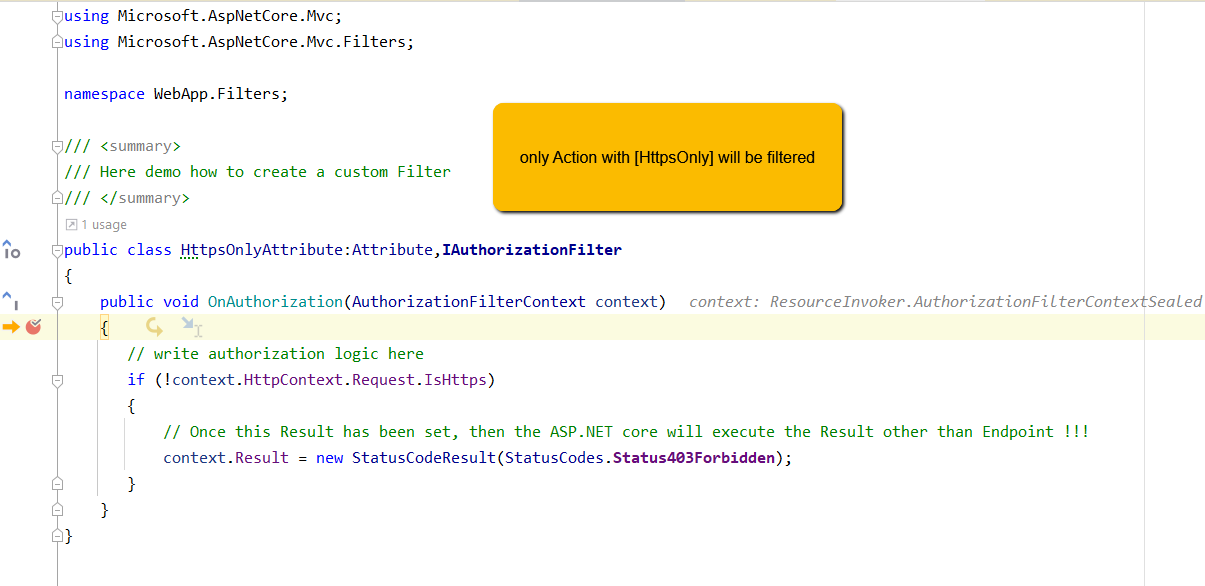 using Microsoft.AspNetCore.Mvc;
using Microsoft.AspNetCore.Mvc.Filters;
namespace WebApp.Filters;
only Action with [HttpsOnly] will be filtered
/// <summary>
/// Here demo how to create a custom Filter
/// </summary>
1 usage
public class HttpsOnlyAttribute:Attribute,IAuthorizationFilter
{
public void OnAuthorization(AuthorizationFilterContext context) context: ResourceInvoker.AuthorizationFilterContextSealed
{
// write authorization logic here
if (!context.HttpContext.Request.IsHttps)
{
// Once this Result has been set, then the ASP.NET core will execute the Result other than Endpoint !!!
context.Result = new StatusCodeResult(StatusCodes.Status403Forbidden);
}
}
}